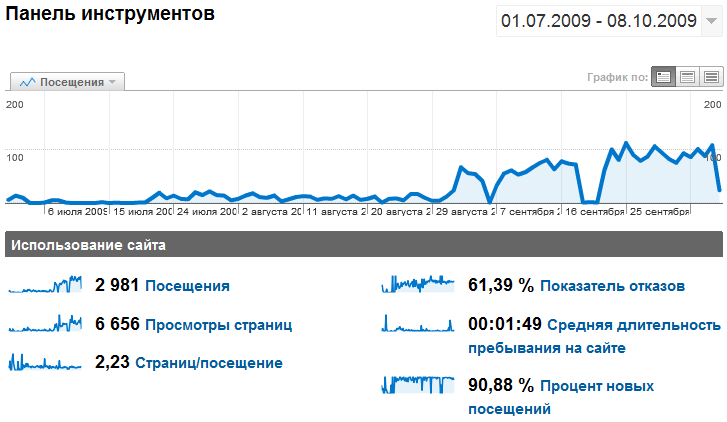 Панель инструментов
01.07.2009 - 08.10.2009
Посещения
График по:
200 200
100 100
6 июля 2009 15 июля 200 24 июля 200 2 августа 20 11 августа 2 20 августа 2 29 августа 2 7 сентября 2 16 сентября 25 сентября
Использование сайта
2 981 Посещения
6 656 Просмотры страниц
2,23 Страниц/посещение
61,39 % Показатель отказов
00:01:49 Средняя длительность
пребывания на сайте
90,88 % Процент новых
посещений